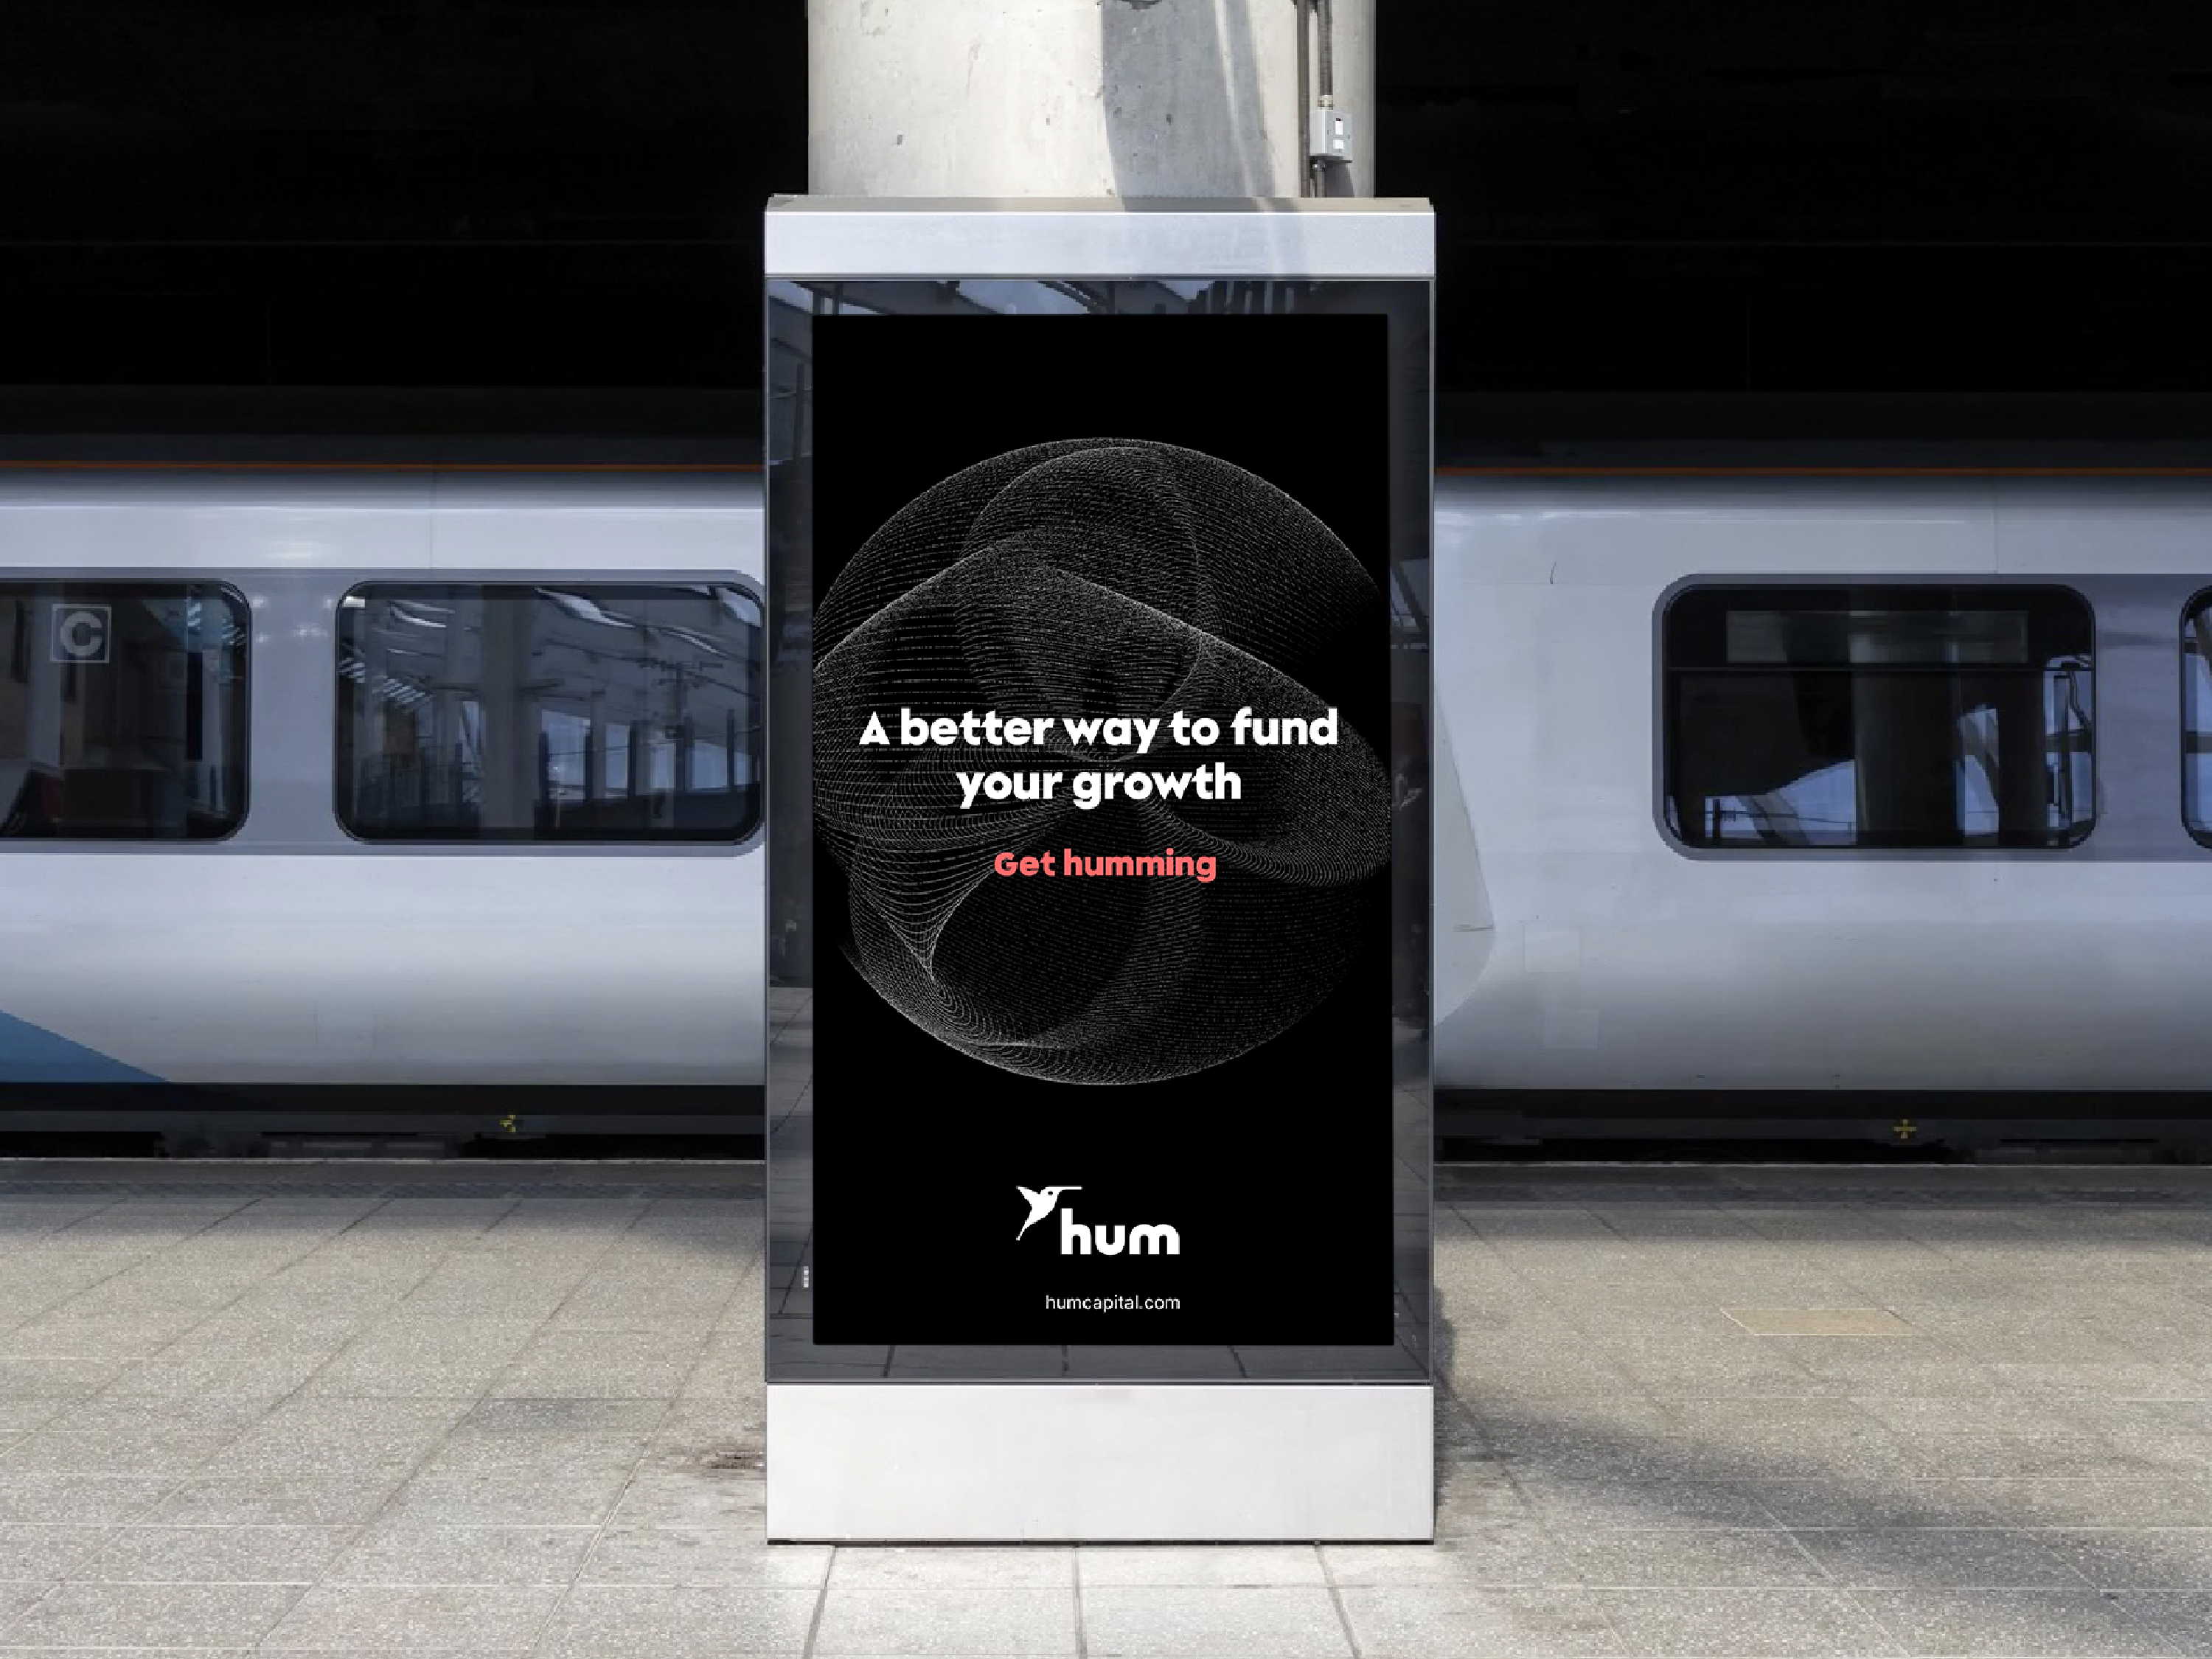 C
A better way to fund
your growth
Get humming
hum
humcapital.com